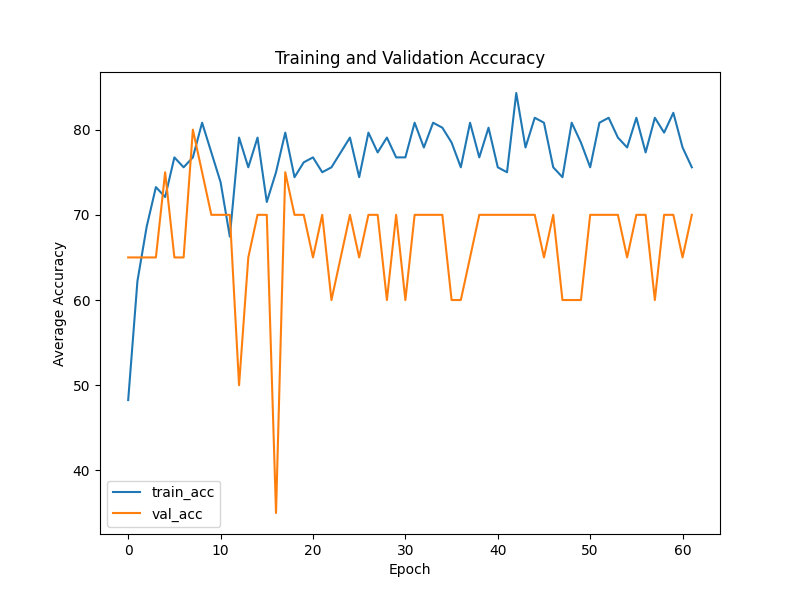 Training and Validation Accuracy
Average Accuracy
80
70
60
50
40
train_acc
val_acc
0 10 20 30 40 50 60
Epoch